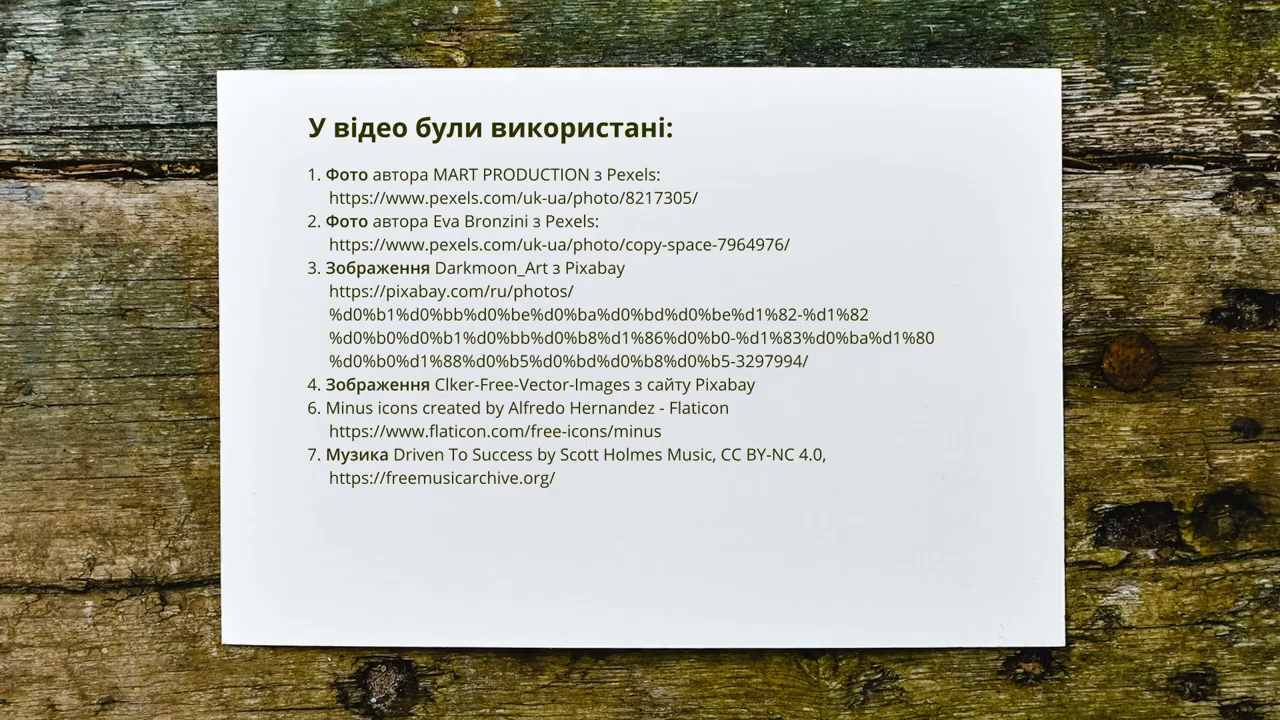 У відео були використані:
1. Фото автора MART PRODUCTION з Pexels:
https://www.pexels.com/uk-ua/photo/8217305/
2. Фото автора Eva Bronzini з Pexels:
https://www.pexels.com/uk-ua/photo/copy-space-7964976/
3. Зображення Darkmoon_Art з Pixabay
https://pixabay.com/ru/photos/
%d0%b1%d0%bb%d0%be%d0%ba%d0%bd%d0%be%d1%82-%d1%82
%d0%b0%d0%b1%d0%bb%d0%b8%d1%86%d0%b0-%d1%83%d0%ba%d1%80
%d0%b0%d1%88%d0%b5%d0%bd%d0%b8%d0%b5-3297994/
4. Зображення Clker-Free-Vector-Images з сайту Pixabay
6. Minus icons created by Alfredo Hernandez - Flaticon
https://www.flaticon.com/free-icons/minus
7. Музика Driven To Success by Scott Holmes Music, CC BY-NC 4.0,
https://freemusicarchive.org/